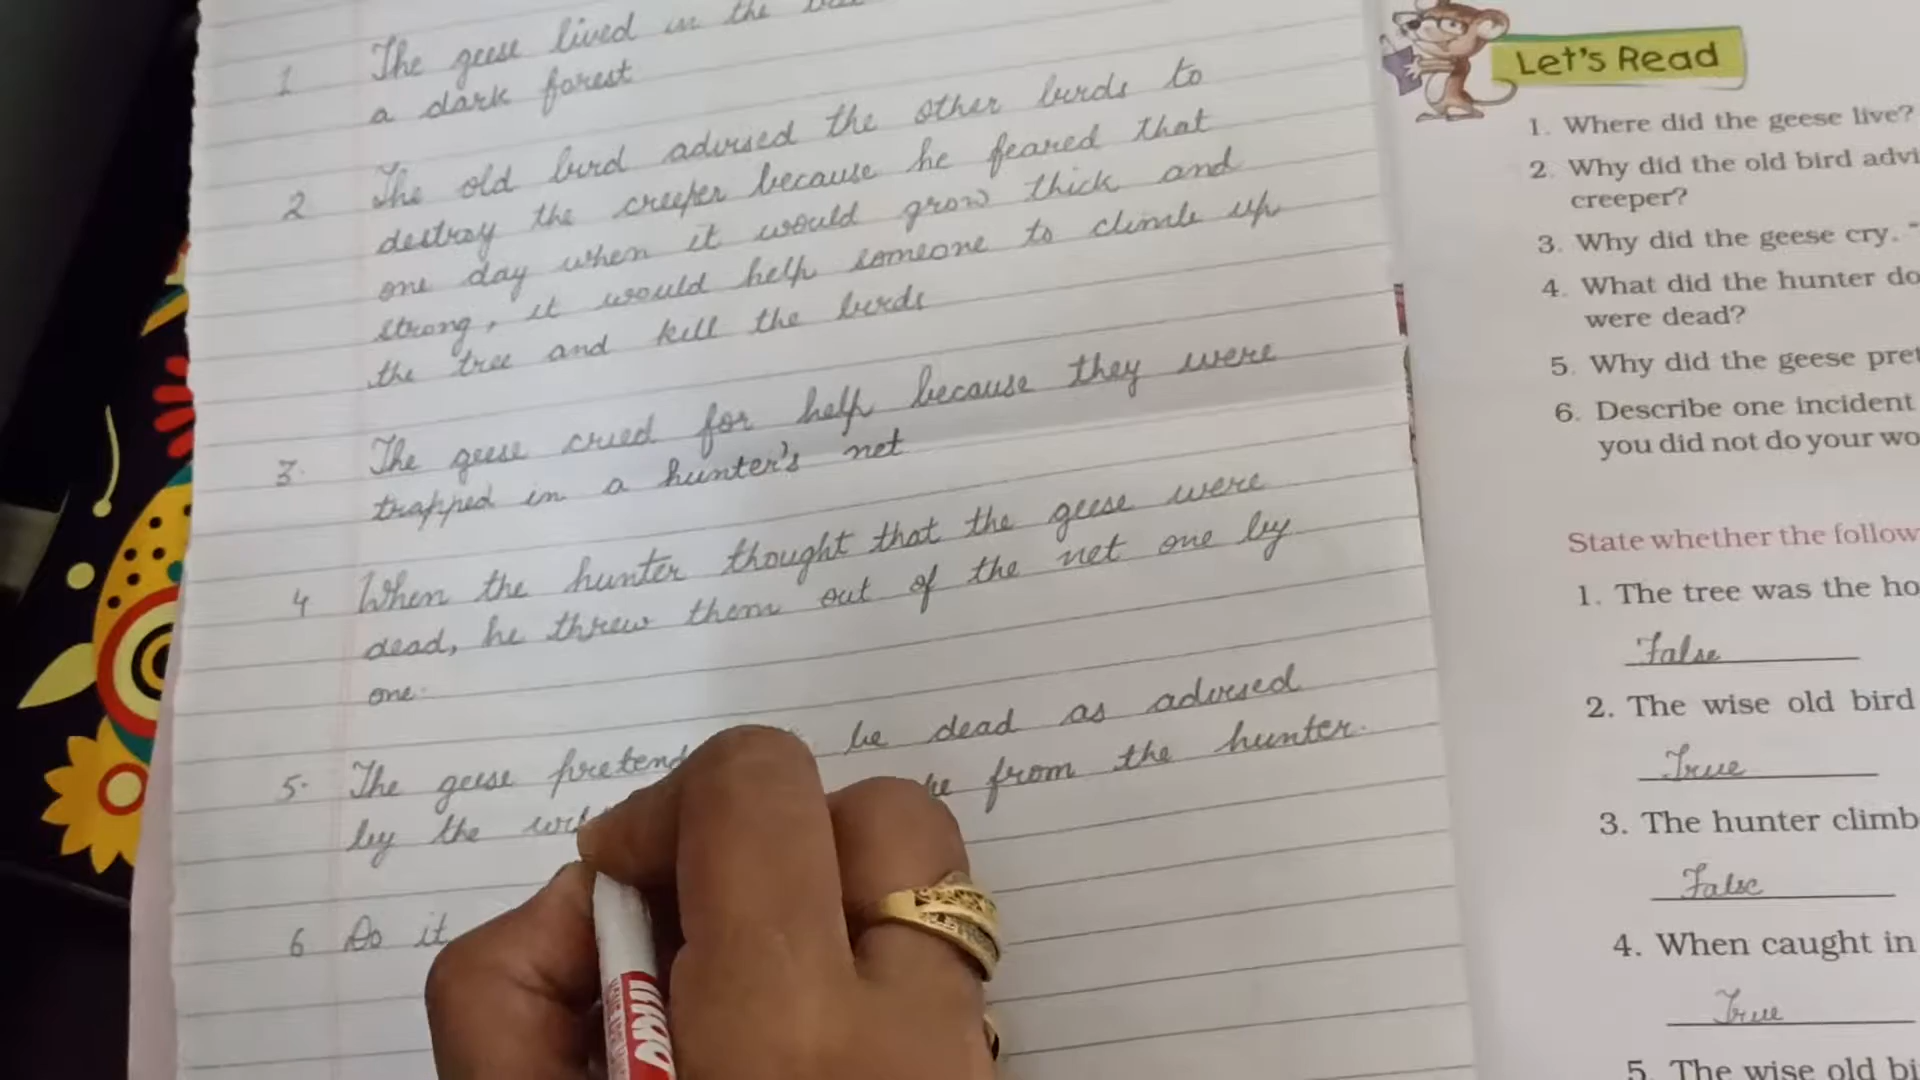 1 The geese lived in the
a dark forest
2 The old bird advised the other birds to
destroy the creeper because he feared that
one day when it would grow thick and
strong, it would help someone to climb up
the tree and kill the birds
3. The geese cried for help because they were
trapped in a hunter's net
4 When the hunter thought that the geese were
dead, he threw them out of the net one by
one.
5. The geese pretend be dead as advised
by the from the hunter.
6 Do it
Let's Read
1. Where did the geese live?
2. Why did the old bird advi
creeper?
3. Why did the geese cry. "
4. What did the hunter do
were dead?
5. Why did the geese pret
6. Describe one incident
you did not do your wo
State whether the follow
1. The tree was the ho
False
2. The wise old bird
True
3. The hunter climb
False
4. When caught in
True
5. The wise old bi